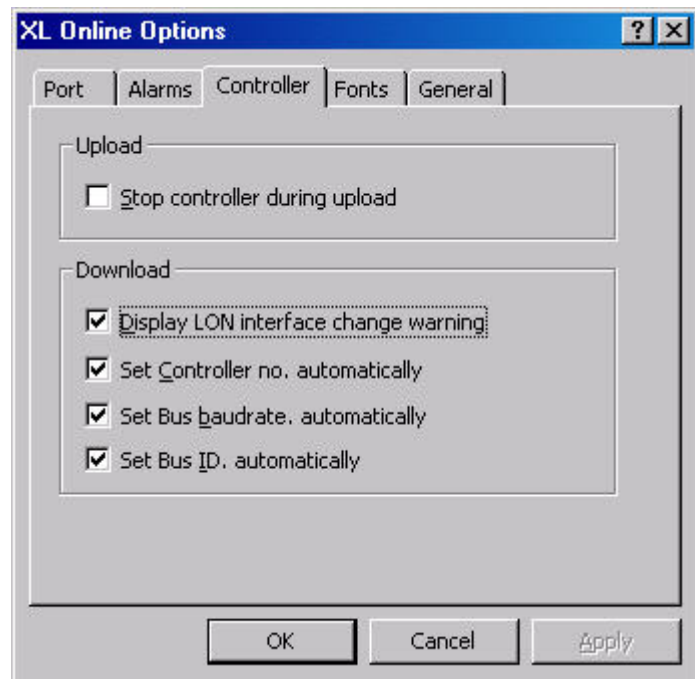 XL Online Options
Port Alarms Controller Fonts General
Upload
Stop controller during upload
Download
Display LON interface change warning
Set Controller no. automatically
Set Bus baudrate. automatically
Set Bus ID. automatically
OK Cancel Apply